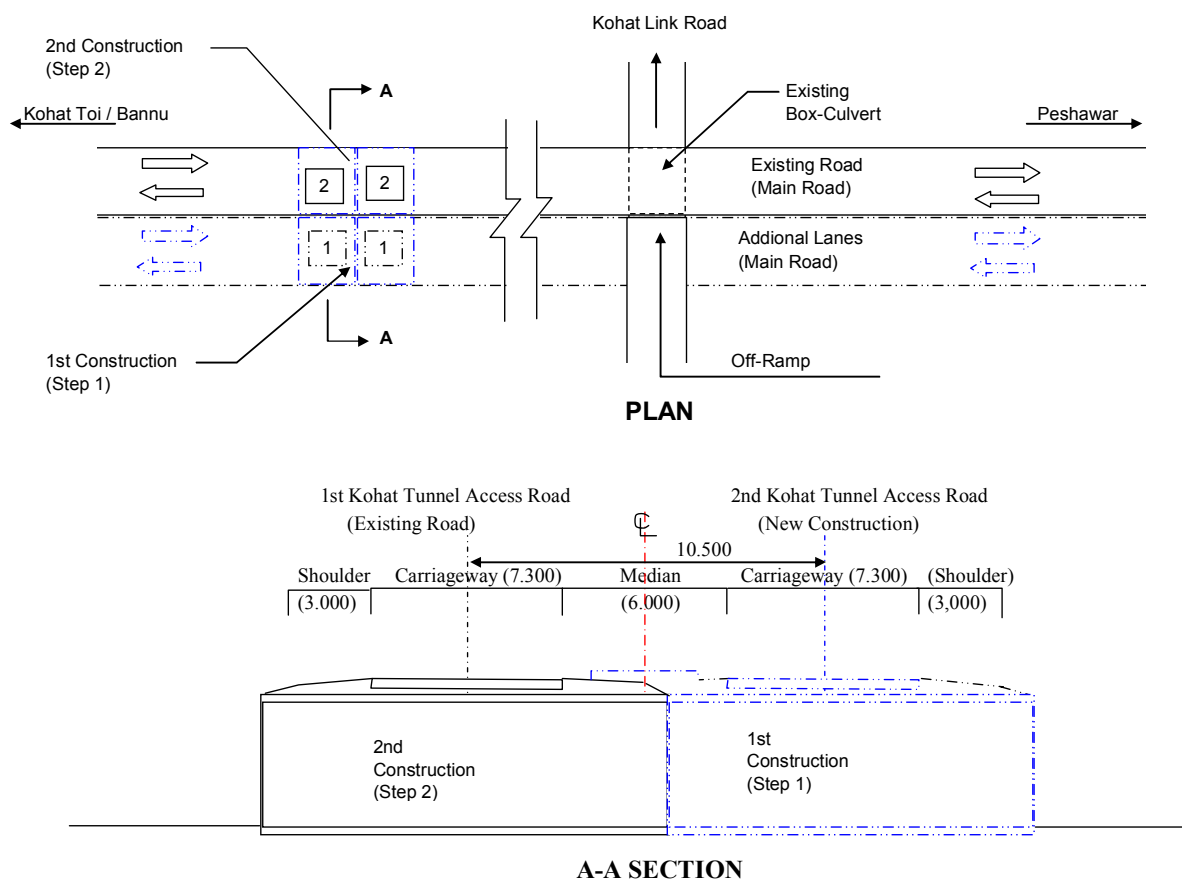 Kohat Link Road
2nd Construction
(Step 2)
A
Existing
Box-Culvert
Kohat Toi / Bannu
Peshawar
2
2
Existing Road
(Main Road)
1
1
Addional Lanes
(Main Road)
A
1st Construction
(Step 1)
Off-Ramp
PLAN
1st Kohat Tunnel Access Road
(Existing Road)
2nd Kohat Tunnel Access Road
(New Construction)
℄
10.500
Shoulder
(3.000)
Carriageway (7.300)
Median
(6.000)
Carriageway (7.300)
(Shoulder)
(3,000)
2nd
Construction
(Step 2)
1st
Construction
(Step 1)
A-A SECTION